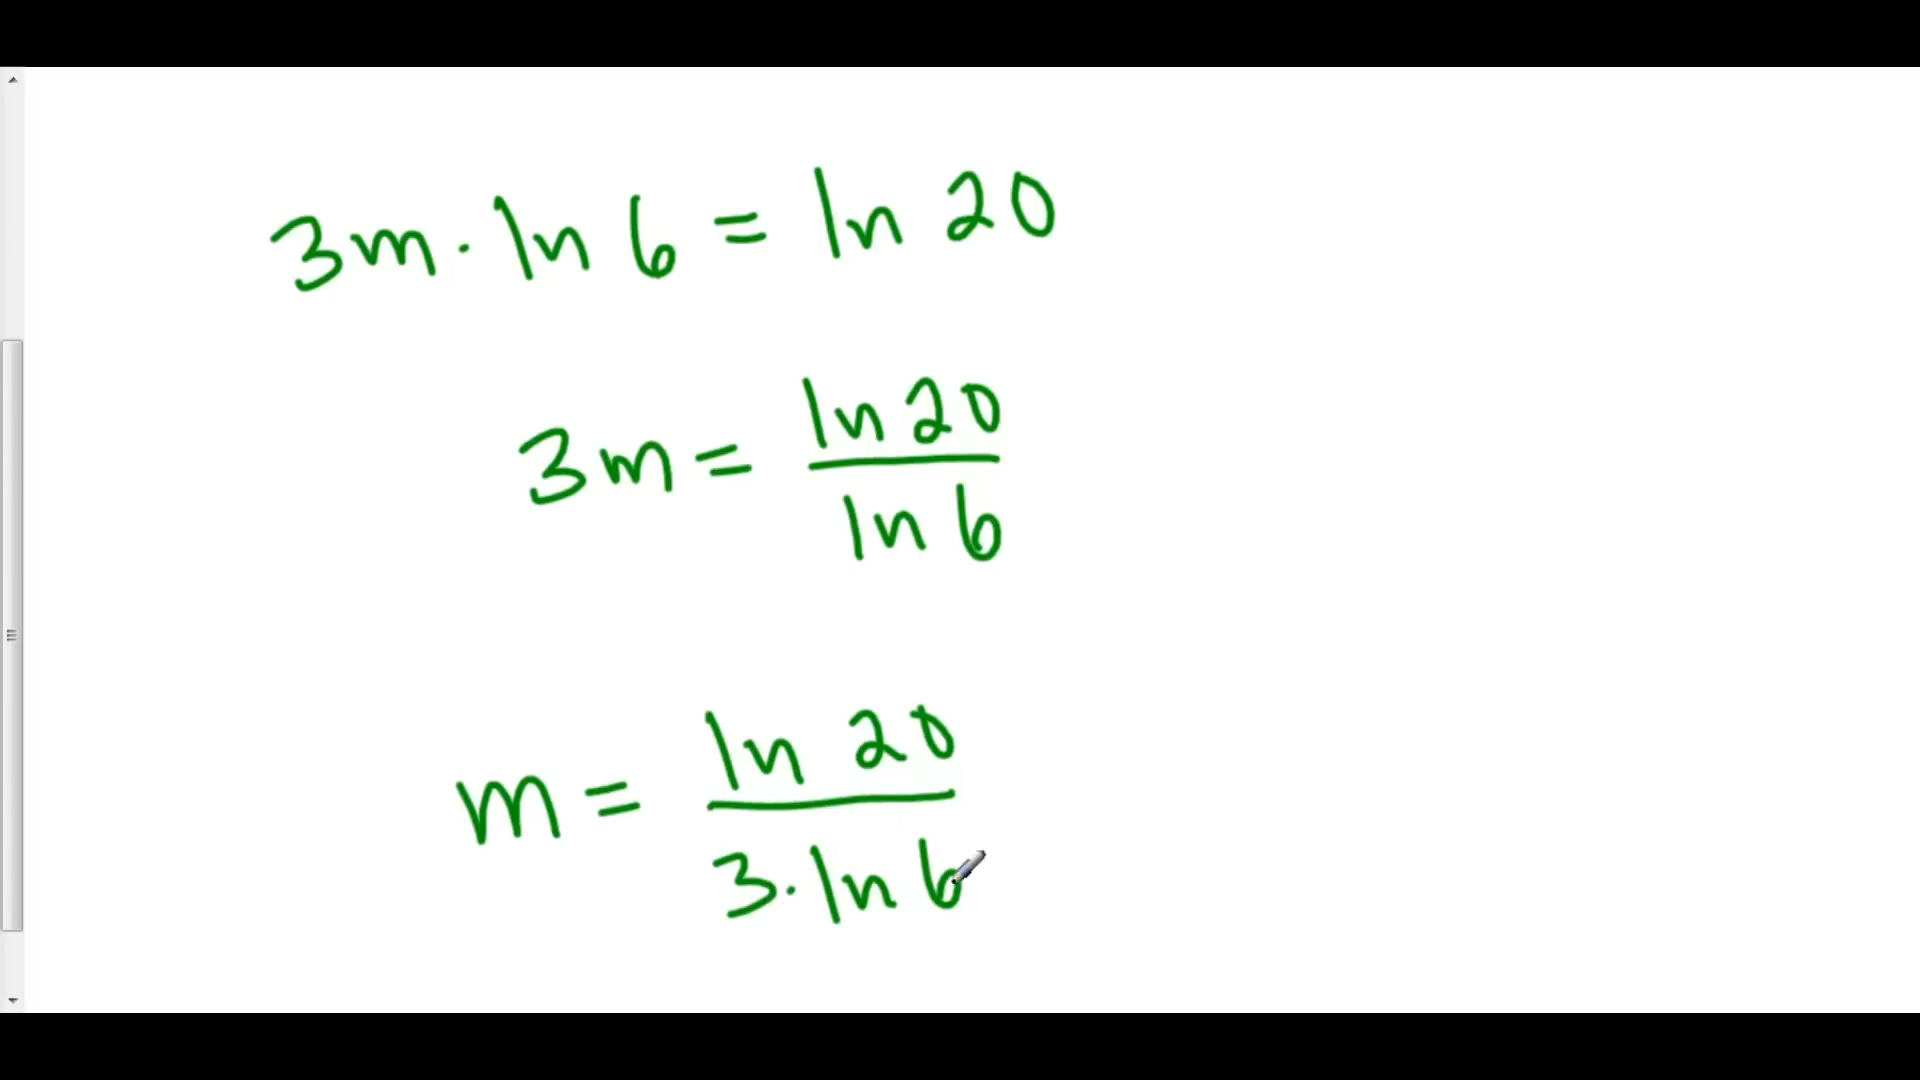 3m · ln 6 = ln 20
3m = ln 20 / ln 6
m = ln 20 / 3 · ln 6